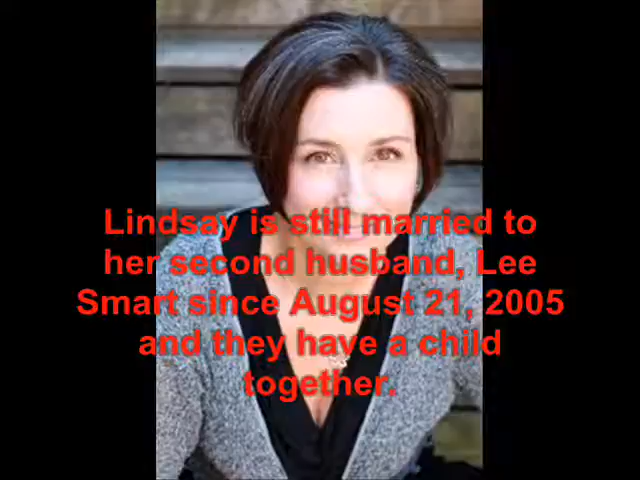 Lindsay is still married to
her second husband, Lee
Smart since August 21, 2005
and they have a child
together.